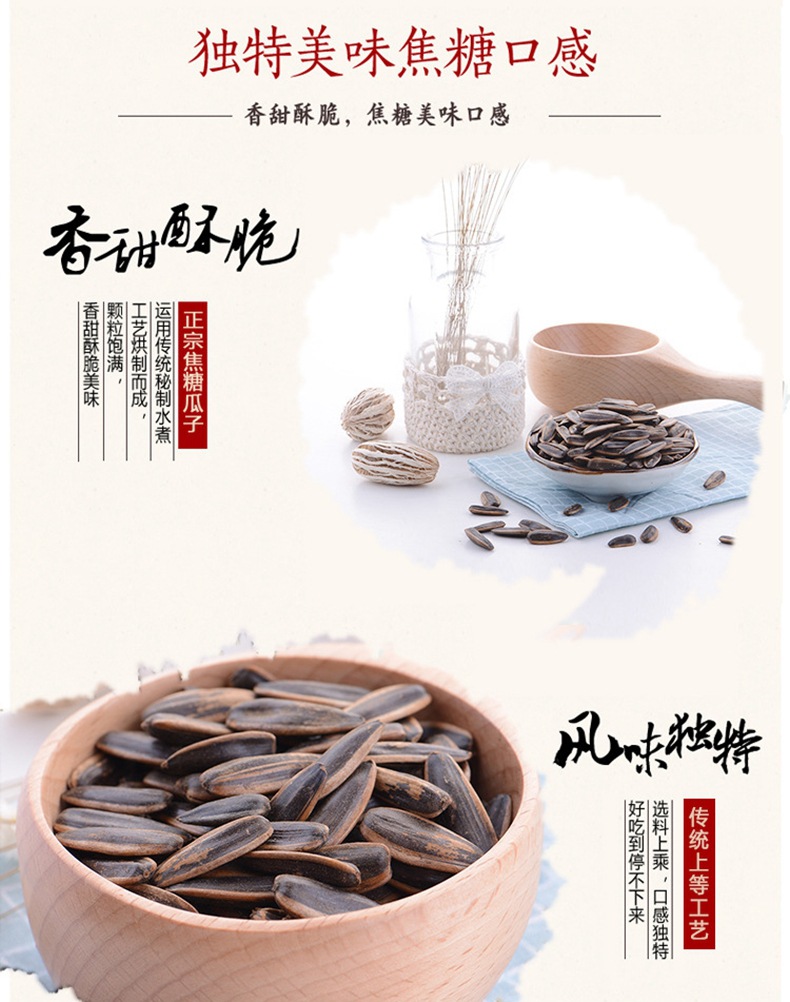 独特美味焦糖口感
香甜酥脆，焦糖美味口感
香甜酥脆
正宗焦糖瓜子
运用传统秘制水煮
工艺烘制而成，
颗粒饱满，
香甜酥脆美味
风味独特
传统上等工艺
选料上乘，口感独特
好吃到停不下来